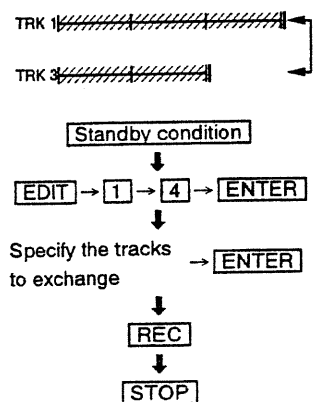 TRK 1
TRK 3
Standby condition
EDIT → 1 → 4 → ENTER
Specify the tracks
to exchange → ENTER
REC
STOP